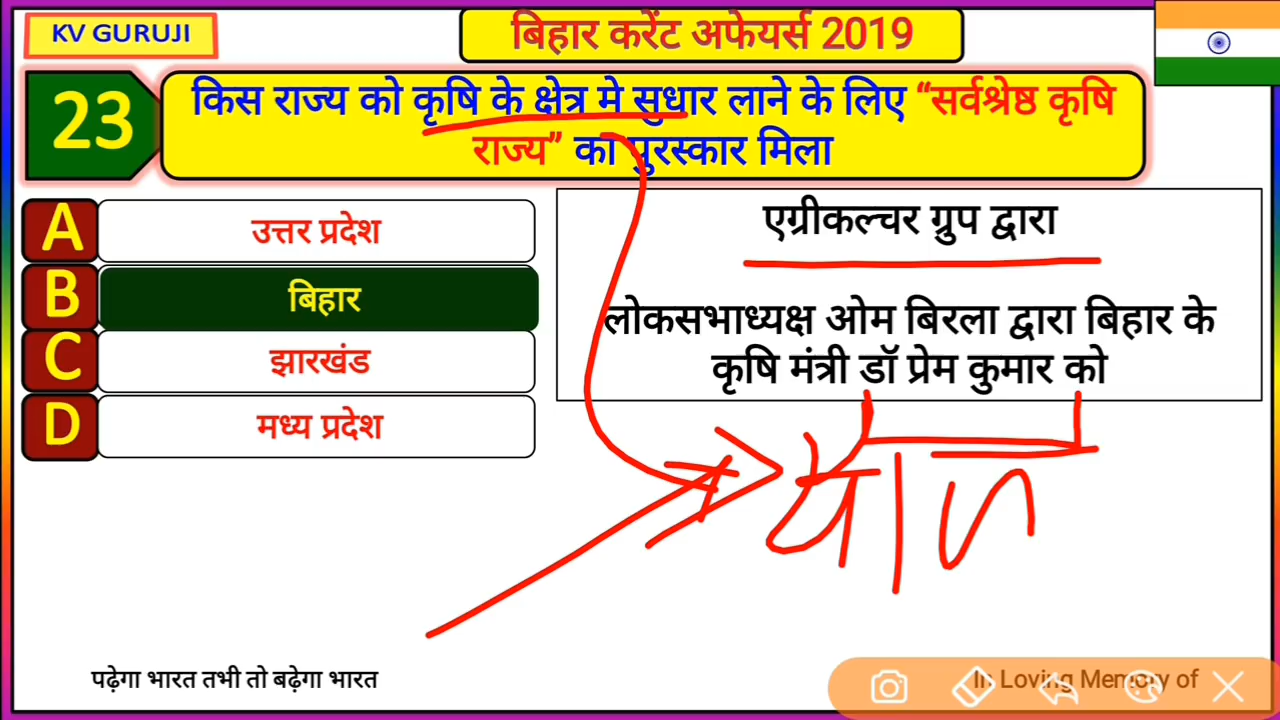 KV GURUJI
बिहार करेंट अफेयर्स 2019
23
किस राज्य को कृषि के क्षेत्र मे सुधार लाने के लिए “सर्वश्रेष्ठ कृषि
राज्य” का पुरस्कार मिला
A
उत्तर प्रदेश
B
बिहार
C
झारखंड
D
मध्य प्रदेश
एग्रीकल्चर ग्रुप द्वारा
लोकसभाध्यक्ष ओम बिरला द्वारा बिहार के
कृषि मंत्री डॉ प्रेम कुमार को
पढ़ेगा भारत तभी तो बढ़ेगा भारत
In Loving Memory of